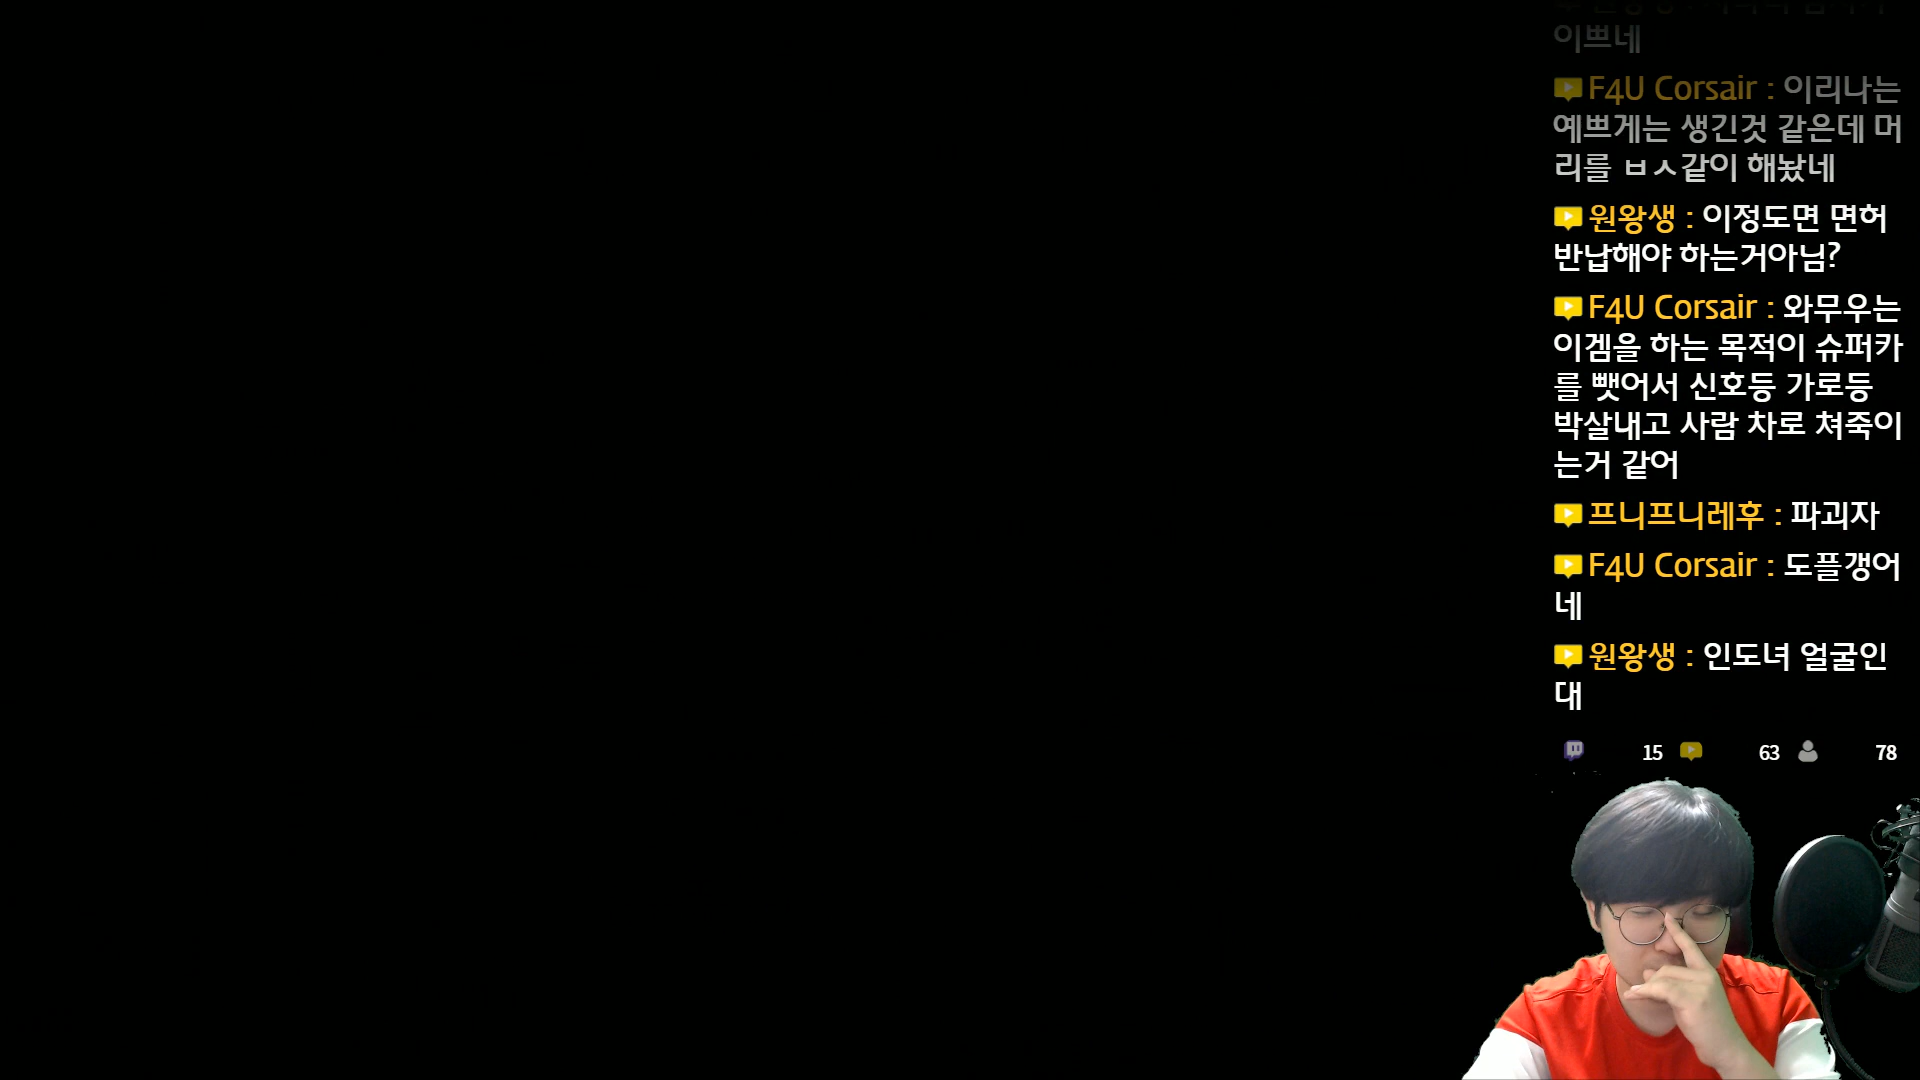 이쁘네
F4U Corsair : 이리나는
예쁘게는 생긴것 같은데 머
리를 ㅂㅅ같이 해놨네
원왕생 : 이정도면 면허
반납해야 하는거아님?
F4U Corsair : 와무우는
이겜을 하는 목적이 슈퍼카
를 뺏어서 신호등 가로등
박살내고 사람 차로 쳐죽이
는거 같어
프니프니레후 : 파괴자
F4U Corsair : 도플갱어
네
원왕생 : 인도녀 얼굴인
대
15 63 78